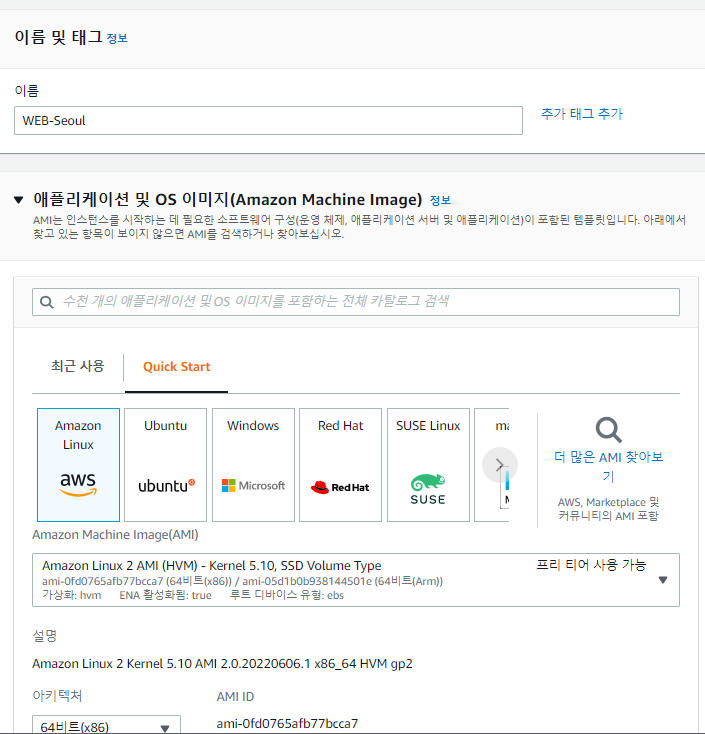 이름 및 태그 정보
이름
WEB-Seoul
추가 태그 추가
애플리케이션 및 OS 이미지(Amazon Machine Image) 정보
AMI는 인스턴스를 시작하는 데 필요한 소프트웨어 구성(운영 체제, 애플리케이션 서버 및 애플리케이션)이 포함된 템플릿입니다. 아래에서
찾고 있는 항목이 보이지 않으면 AMI를 검색하거나 찾아보십시오.
수천 개의 애플리케이션 및 OS 이미지를 포함하는 전체 카탈로그 검색
최근 사용
Quick Start
Amazon
Linux
aws
Ubuntu
ubuntu
Windows
Microsoft
Red Hat
Red Hat
SUSE Linux
SUSE
ma
M
더 많은 AMI 찾아보
기
AWS, Marketplace 및
커뮤니티의 AMI 포함
Amazon Machine Image(AMI)
Amazon Linux 2 AMI (HVM) - Kernel 5.10, SSD Volume Type
프리 티어 사용 가능
ami-0fd0765afb77bcca7 (64비트(x86)) / ami-05d1b0b938144501e (64비트(Arm))
가상화: hvm ENA 활성화됨: true 루트 디바이스 유형: ebs
설명
Amazon Linux 2 Kernel 5.10 AMI 2.0.20220606.1 x86_64 HVM gp2
아키텍처
AMI ID
64비트(x86)
ami-0fd0765afb77bcca7